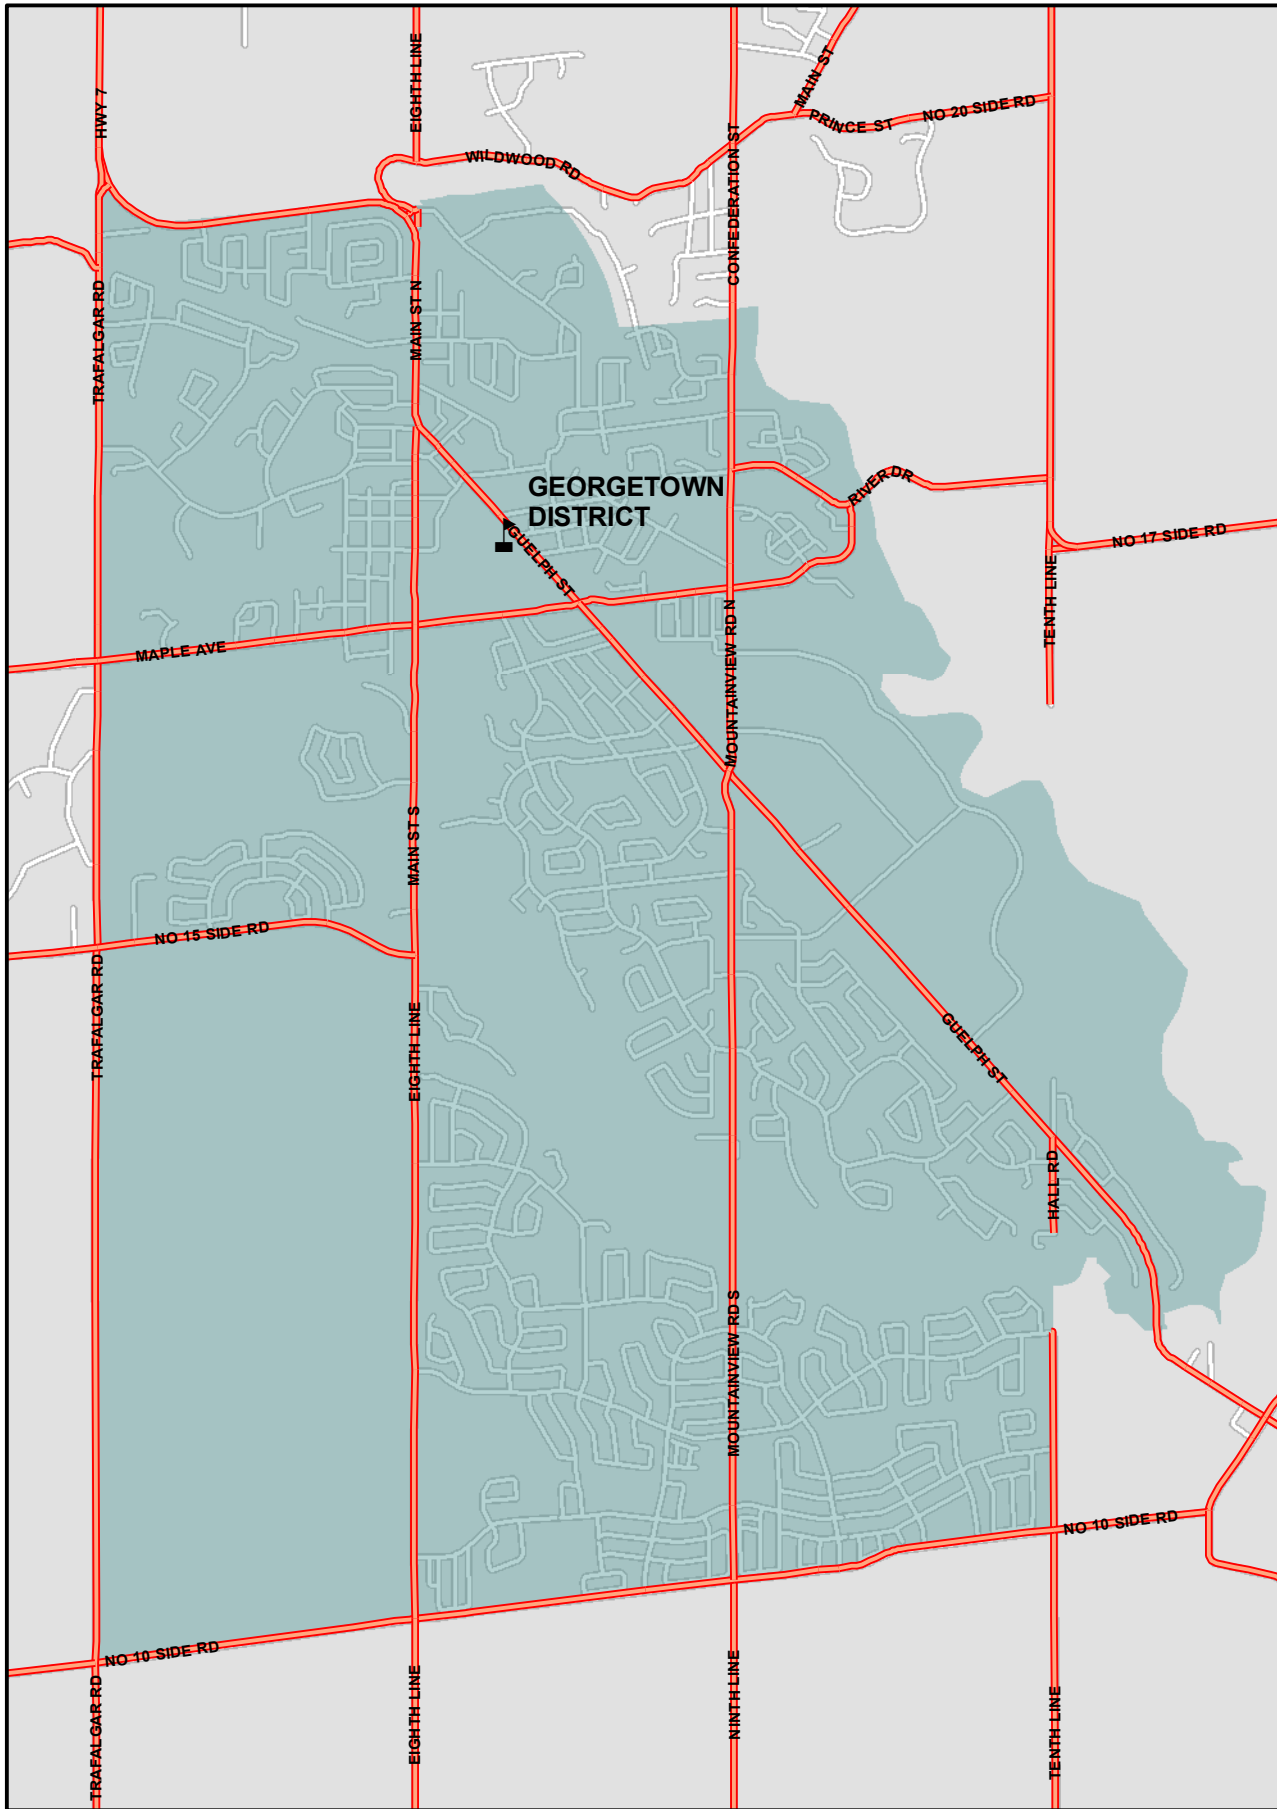 HWY 7
EIGHTH LINE
MAIN ST
PRINCE ST
NO 20 SIDE RD
WILDWOOD RD
CONFEDERATION ST
TRAFALGAR RD
MAIN ST N
GEORGETOWN
DISTRICT
RIVER DR
GUELPH ST
NO 17 SIDE RD
TENTH LINE
MAPLE AVE
MOUNTAINVIEW RD N
MAIN ST S
NO 15 SIDE RD
TRAFALGAR RD
EIGHTH LINE
GUELPH ST
HALL RD
MOUNTAINVIEW RD S
NO 10 SIDE RD
NO 10 SIDE RD
TRAFALGAR RD
EIGHTH LINE
NINTH LINE
TENTH LINE